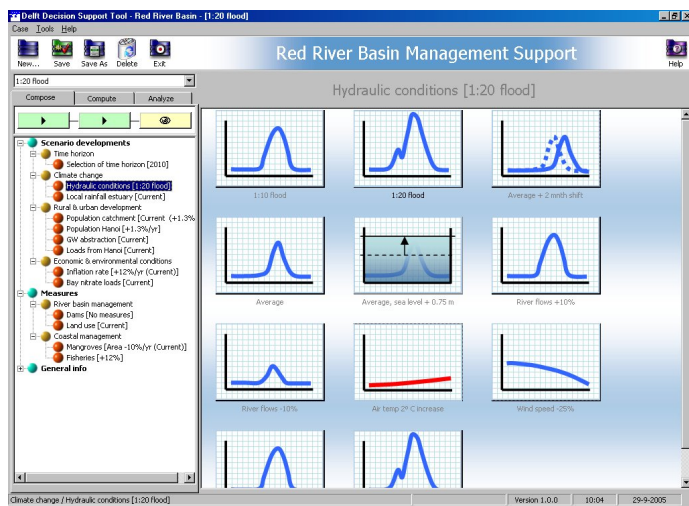 Delft Decision Support Tool - Red River Basin - [1:20 flood]
Case Tools Help
New... Save Save As Delete Exit
Red River Basin Management Support
Help
1:20 flood
Compose Compute Analyze
Hydraulic conditions [1:20 flood]
Scenario developments
Time horizon
Selection of time horizon [2010]
Climate change
Hydraulic conditions [1:20 flood]
Local rainfall estuary [Current]
Rural & urban development
Population catchment [Current (+1.3%
Population Hanoi [+1.3%/yr]
GW abstraction [Current]
Loads from Hanoi [Current]
Economic & environmental conditions
Inflation rate [+12%/yr (Current)]
Bay nitrate loads [Current]
Measures
River basin management
Dams [No measures]
Land use [Current]
Coastal management
Mangroves [Area -10%/yr (Current)]
Fisheries [+12%]
General info
1:10 flood
1:20 flood
Average + 2 mnth shift
Average
Average, sea level + 0.75 m
River flows +10%
River flows -10%
Air temp 2º C increase
Wind speed -25%
Climate change / Hydraulic conditions [1:20 flood]
Version 1.0.0
10:04
29-9-2005